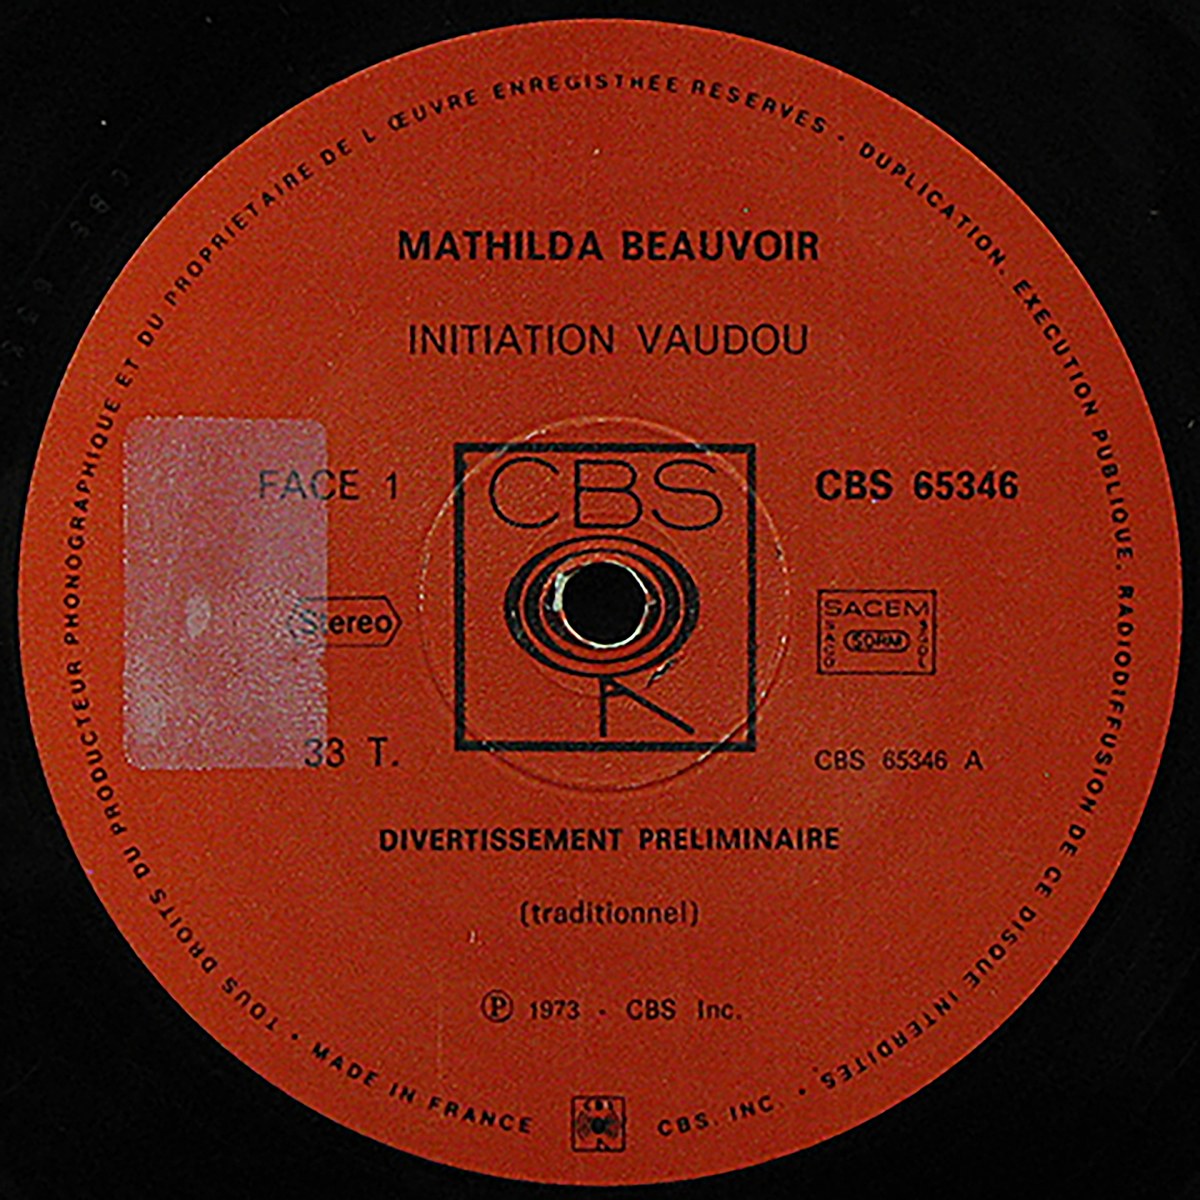 TOUS DROITS DU PRODUCTEUR PHONOGRAPHIQUE ET DU PROPRIETAIRE DE L ŒUVRE ENREGISTHÉE RESERVES · DUPLICATION, EXECUTION PUBLIQUE, RADIODIFFUSION DE CE DISQUE INTERDITES. ·
MATHILDA BEAUVOIR
INITIATION VAUDOU
FACE 1
CBS
CBS 65346
Stereo
SACEM
SDRM
33 T.
CBS 65346 A
DIVERTISSEMENT PRELIMINAIRE
(traditionnel)
Ⓟ 1973 - CBS Inc.
· MADE IN FRANCE
CBS
CBS. INC.